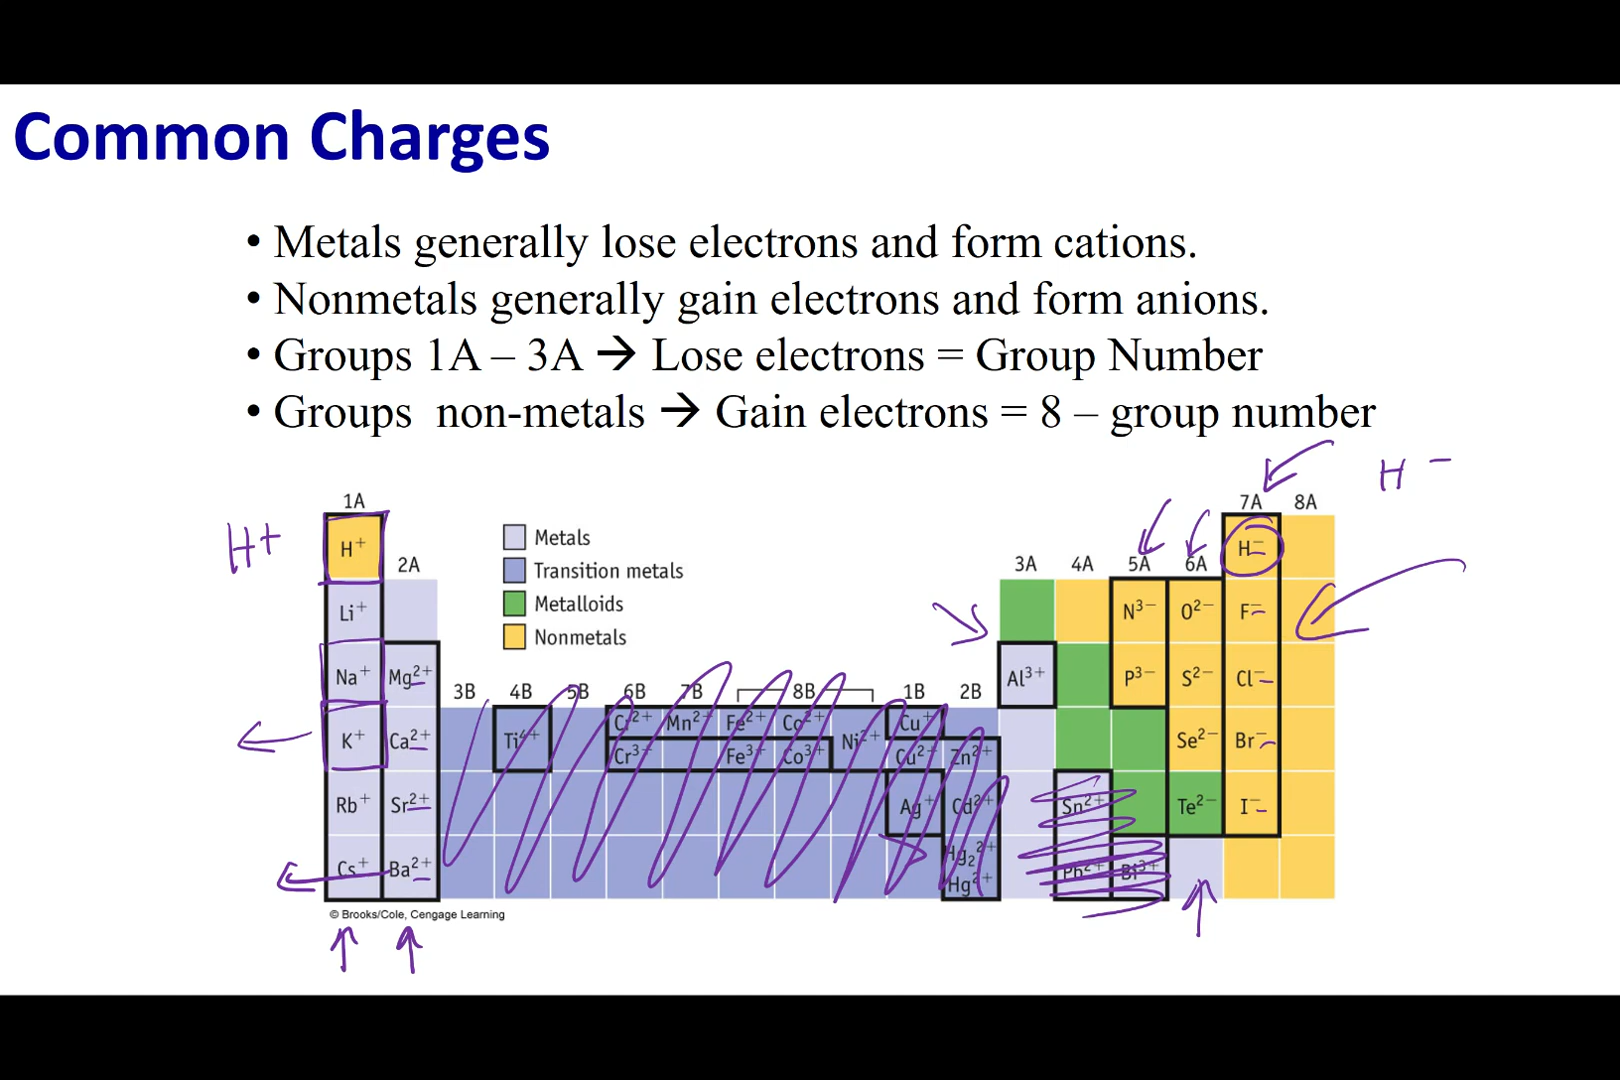 Common Charges
• Metals generally lose electrons and form cations.
• Nonmetals generally gain electrons and form anions.
• Groups 1A – 3A → Lose electrons = Group Number
• Groups non-metals → Gain electrons = 8 – group number
H –
1A 7A 8A
H+ H⁺ Metals H⁻
2A Transition metals 3A 4A 5A 6A
Li⁺ Metalloids N³⁻ O²⁻ F⁻
Nonmetals
Na⁺ Mg²⁺ Al³⁺ P³⁻ S²⁻ Cl⁻
3B 4B 5B 6B 7B 8B 1B 2B
K⁺ Ca²⁺ Ti⁴⁺ Cr²⁺ Mn²⁺ Fe²⁺ Co²⁺ Ni²⁺ Cu⁺ Se²⁻ Br⁻
Cr³⁺ Fe³⁺ Co³⁺ Cu²⁺ Zn²⁺
Rb⁺ Sr²⁺ Ag⁺ Cd²⁺ Sn²⁺ Te²⁻ I⁻
Cs⁺ Ba²⁺ Hg₂²⁺ Pb²⁺ Bi³⁺
Hg²⁺
© Brooks/Cole, Cengage Learning